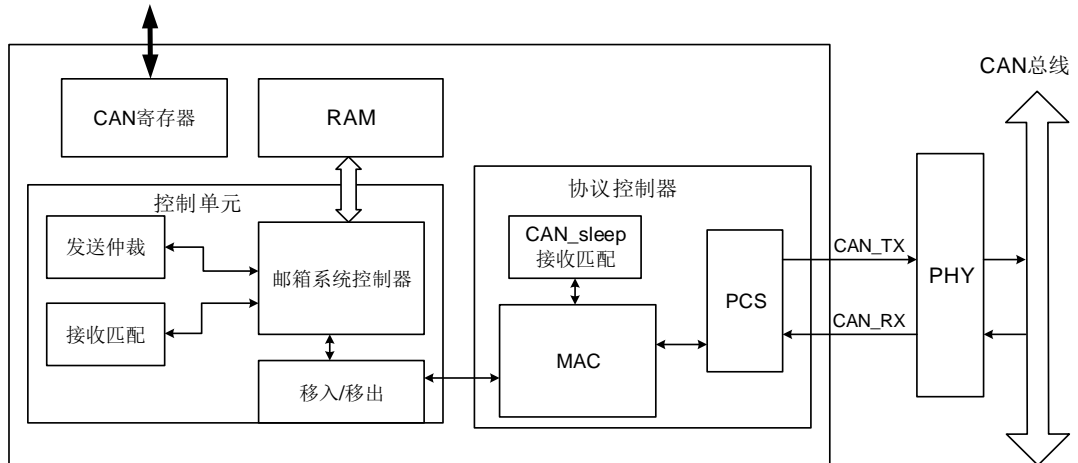 CAN总线
CAN寄存器
RAM
控制单元
发送仲裁
接收匹配
邮箱系统控制器
移入/移出
协议控制器
CAN_sleep
接收匹配
MAC
PCS
CAN_TX
CAN_RX
PHY